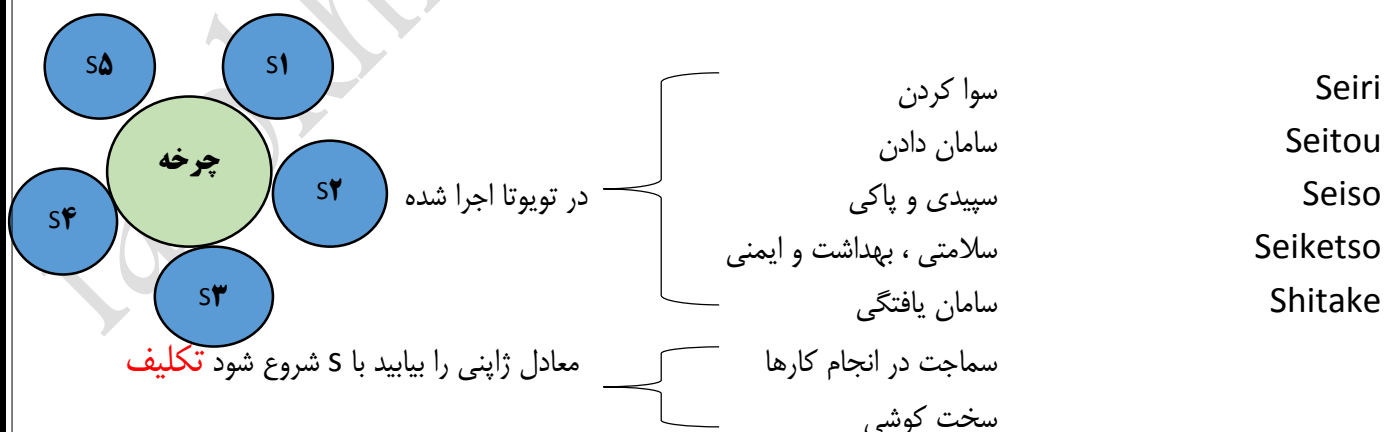 Seiri سوا کردن
Seitou سامان دادن
Seiso سپیدی و پاکی
Seiketso سلامتی ، بهداشت و ایمنی
Shitake سامان یافتگی
در تویوتا اجرا شده
سماجت در انجام کارها
سخت کوشی
معادل ژاپنی را بیابید با s شروع شود تکلیف
چرخه
s۱
s۲
s۳
s۴
s۵